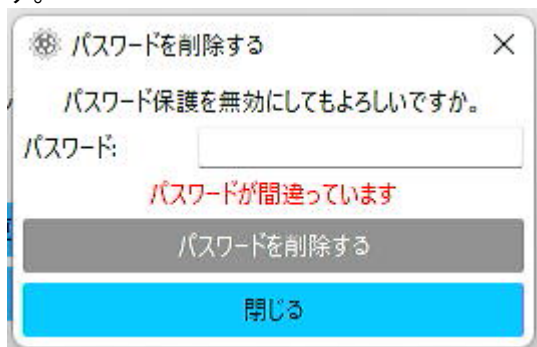 す。
パスワードを削除する
パスワード保護を無効にしてもよろしいですか。
パスワード:
パスワードが間違っています
パスワードを削除する
閉じる